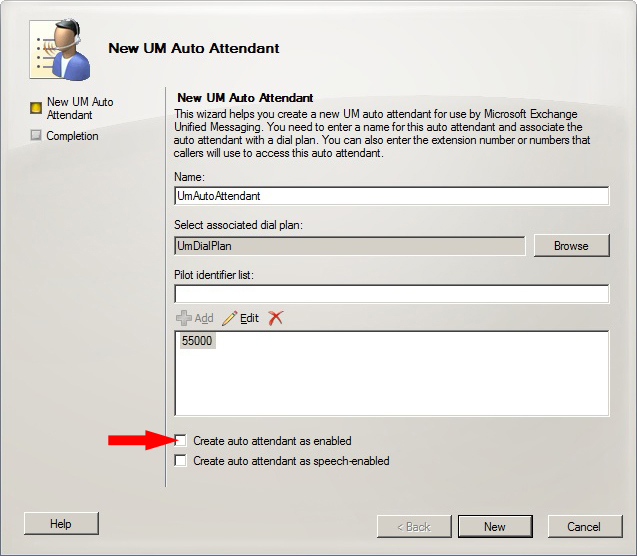 New UM Auto Attendant
New UM Auto
Attendant
Completion
New UM Auto Attendant
This wizard helps you create a new UM auto attendant for use by Microsoft Exchange
Unified Messaging. You need to enter a name for this auto attendant and associate the
auto attendant with a dial plan. You can also enter the extension number or numbers that
callers will use to access this auto attendant.
Name:
UmAutoAttendant
Select associated dial plan:
UmDialPlan
Browse
Pilot identifier list:
Add Edit
55000
Create auto attendant as enabled
Create auto attendant as speech-enabled
Help
< Back
New
Cancel